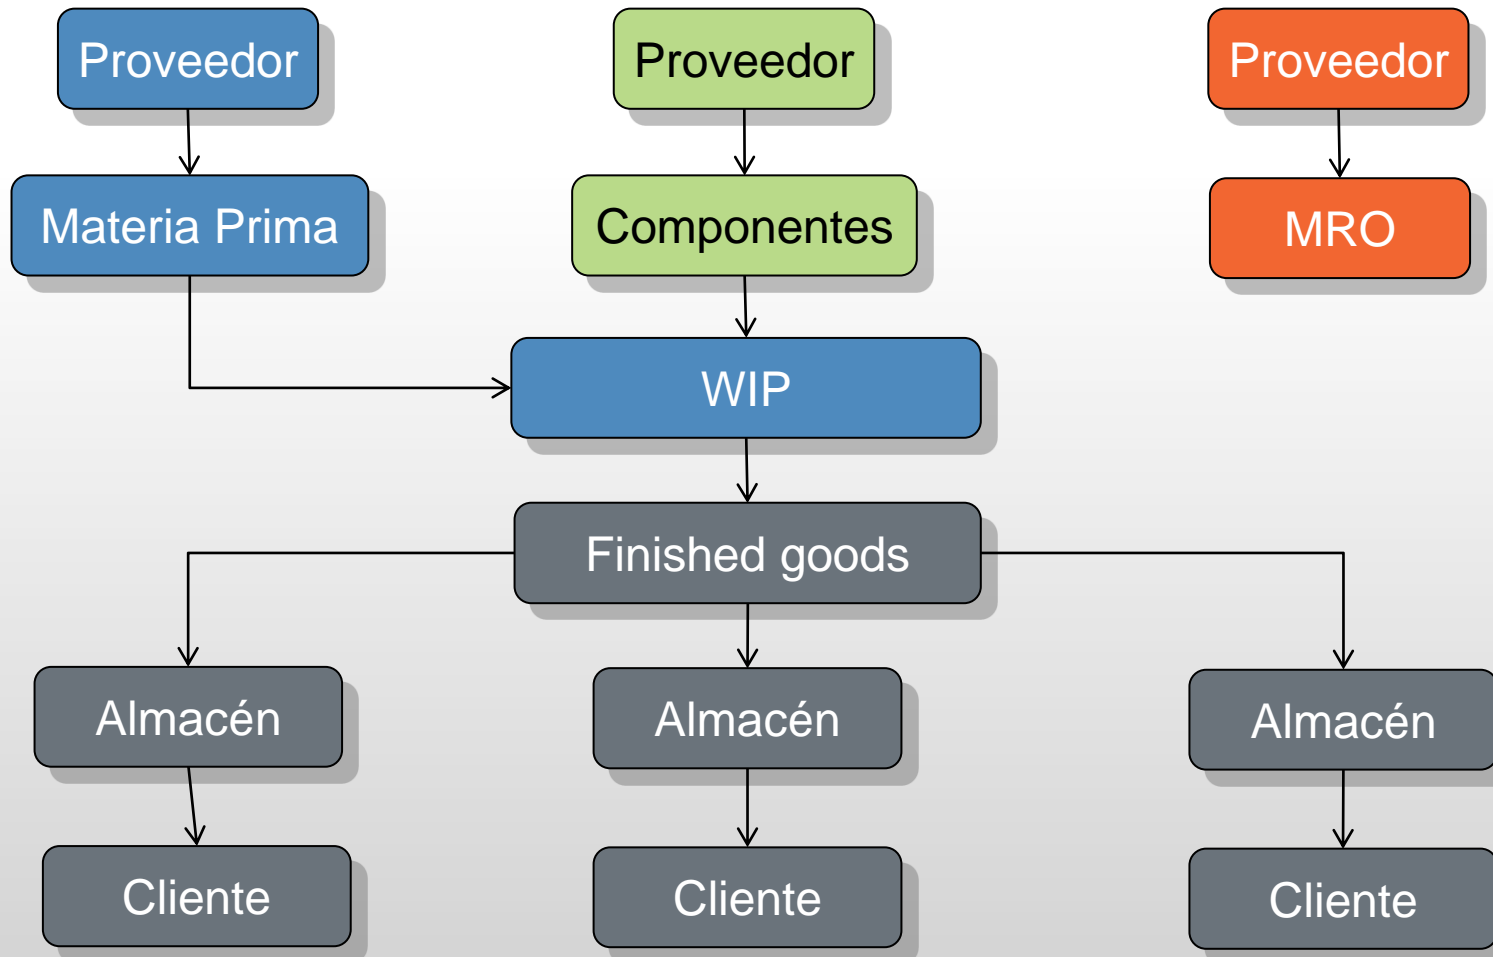 Proveedor
Proveedor
Proveedor
Materia Prima
Componentes
MRO
WIP
Finished goods
Almacén
Almacén
Almacén
Cliente
Cliente
Cliente